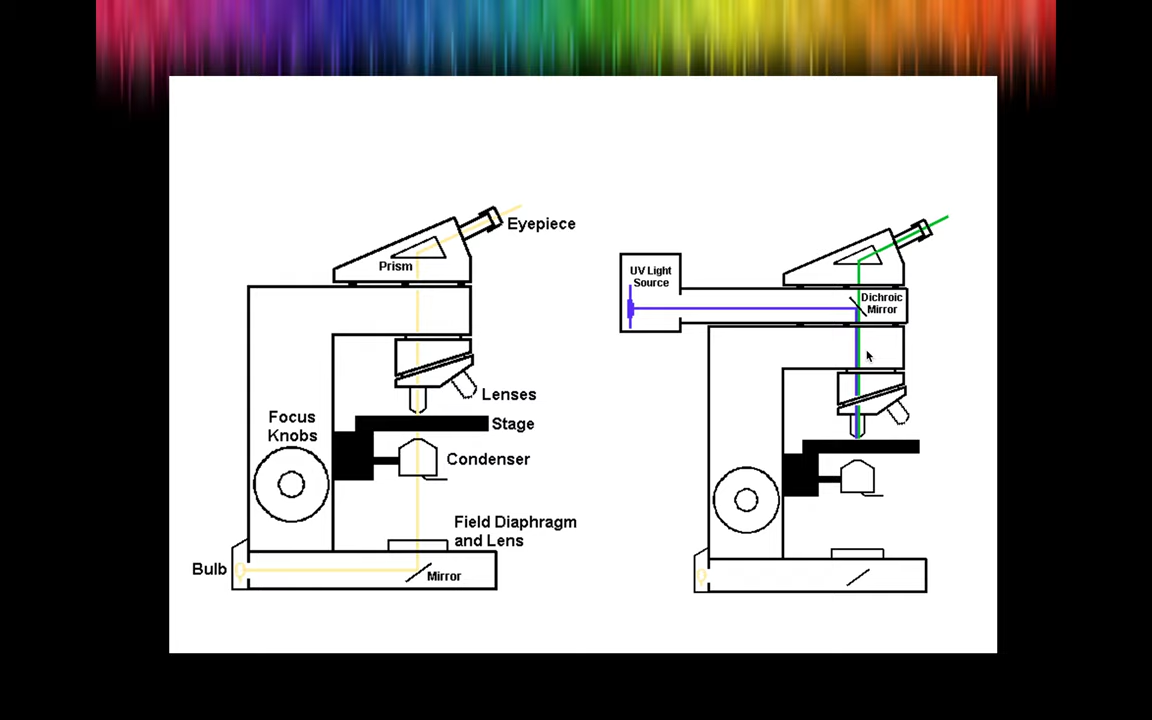 Eyepiece
Prism
Lenses
Stage
Focus
Knobs
Condenser
Field Diaphragm
and Lens
Bulb
Mirror
UV Light
Source
Dichroic
Mirror